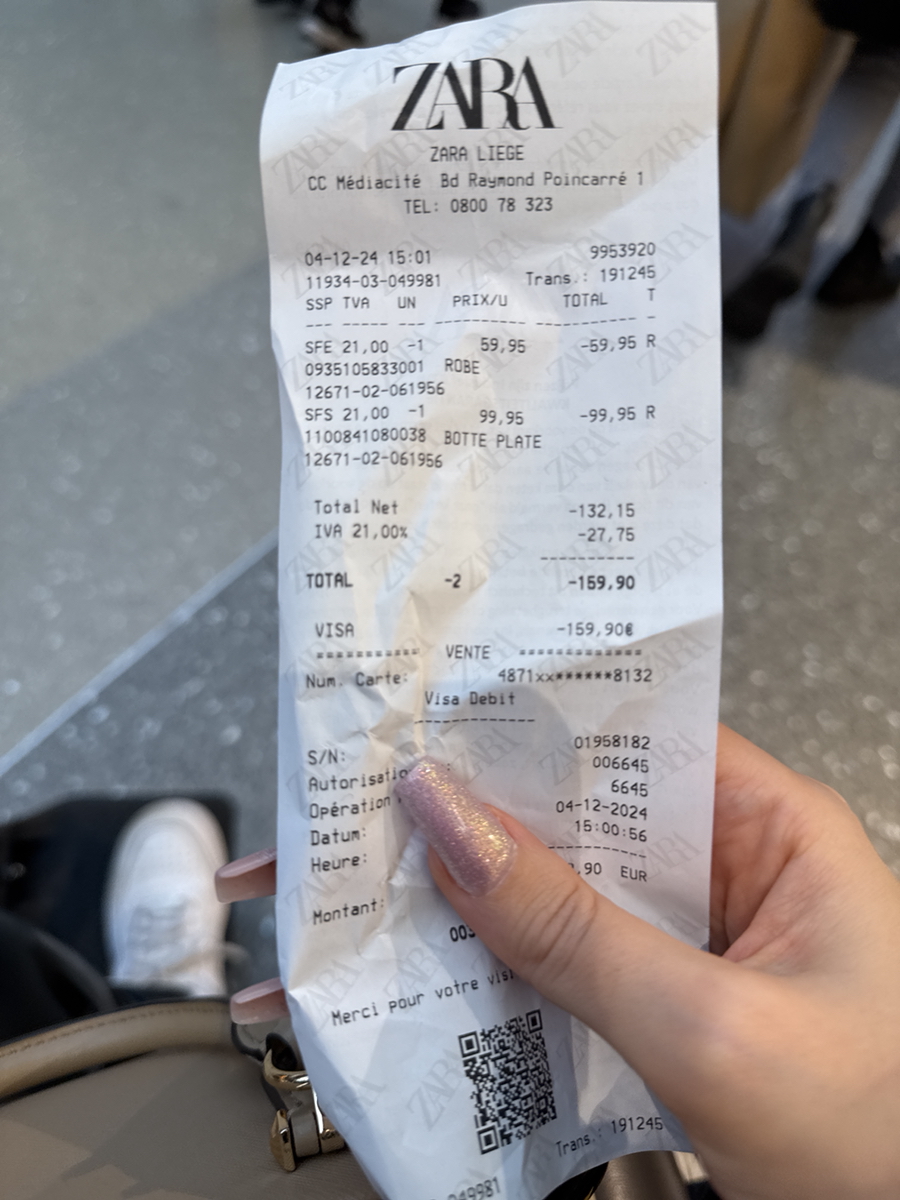 ZARA
ZARA LIEGE
CC Médiacité Bd Raymond Poincarré 1
TEL: 0800 78 323
04-12-24 15:01 9953920
11934-03-049981 Trans.: 191245
SSP TVA UN PRIX/U TOTAL T
--- ----- --- ---------- ----------- -
SFE 21,00 -1 59,95 -59,95 R
0935105833001 ROBE
12671-02-061956
SFS 21,00 -1 99,95 -99,95 R
1100841080038 BOTTE PLATE
12671-02-061956
Total Net -132,15
IVA 21,00% -27,75
----------
TOTAL -2 -159,90
VISA -159,90€
=========== VENTE =============
Num. Carte: 4871xx******8132
Visa Debit
-------------
S/N: 01958182
006645
Opération 6645
Datum: 04-12-2024
Heure: 15:00:56
Montant: ,90 EUR
Merci pour votre
Trans.: 191245
049981